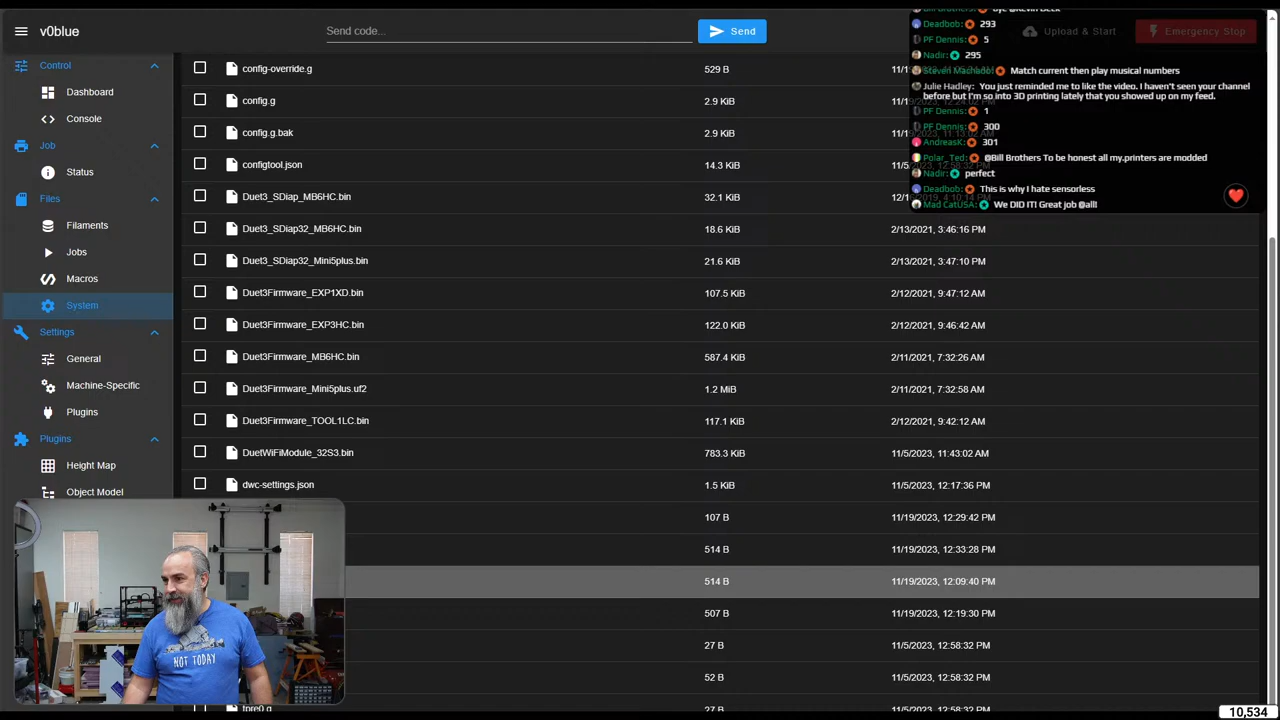 v0blue
Send code...
Send
Upload & Start
Emergency Stop
Control
Dashboard
Console
Job
Status
Files
Filaments
Jobs
Macros
System
Settings
General
Machine-Specific
Plugins
Plugins
Height Map
Object Model
config-override.g 529 B
config.g 2.9 KiB
config.g.bak 2.9 KiB
configtool.json 14.3 KiB
Duet3_SDiap_MB6HC.bin 32.1 KiB
Duet3_SDiap32_MB6HC.bin 18.6 KiB 2/13/2021, 3:46:16 PM
Duet3_SDiap32_Mini5plus.bin 21.6 KiB 2/13/2021, 3:47:10 PM
Duet3Firmware_EXP1XD.bin 107.5 KiB 2/12/2021, 9:47:12 AM
Duet3Firmware_EXP3HC.bin 122.0 KiB 2/12/2021, 9:46:42 AM
Duet3Firmware_MB6HC.bin 587.4 KiB 2/11/2021, 7:32:26 AM
Duet3Firmware_Mini5plus.uf2 1.2 MiB 2/11/2021, 7:32:58 AM
Duet3Firmware_TOOL1LC.bin 117.1 KiB 2/12/2021, 9:42:12 AM
DuetWiFiModule_32S3.bin 783.3 KiB 11/5/2023, 11:43:02 AM
dwc-settings.json 1.5 KiB 11/5/2023, 12:17:36 PM
107 B 11/19/2023, 12:29:42 PM
514 B 11/19/2023, 12:33:28 PM
514 B 11/19/2023, 12:09:40 PM
507 B 11/19/2023, 12:19:30 PM
27 B 11/5/2023, 12:58:32 PM
52 B 11/5/2023, 12:58:32 PM
tpre0.g 27 B 11/5/2023, 12:58:32 PM
Deadbob: 293
PF Dennis: 5
Nadir: 295
Steven Machado: Match current then play musical numbers
Julie Hadley: You just reminded me to like the video. I haven't seen your channel
before but I'm so into 3D printing lately that you showed up on my feed.
PF Dennis: 1
PF Dennis: 300
AndreasK: 301
Polar_Ted: @Bill Brothers To be honest all my.printers are modded
Nadir: perfect
Deadbob: This is why I hate sensorless
Mad CatUSA: We DID IT! Great job @all!
NOT TODAY
10,534